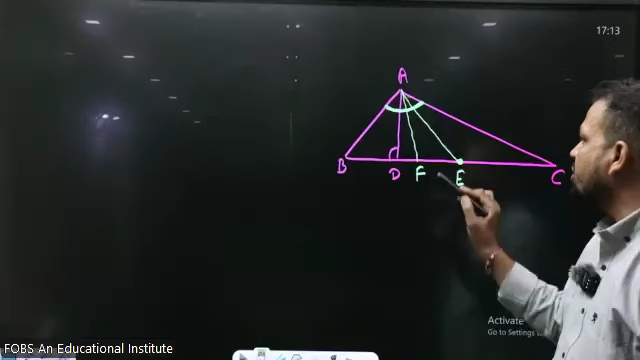 17:13
A
B
D
F
E
C
Activate
Go to Settings
FOBS An Educational Institute